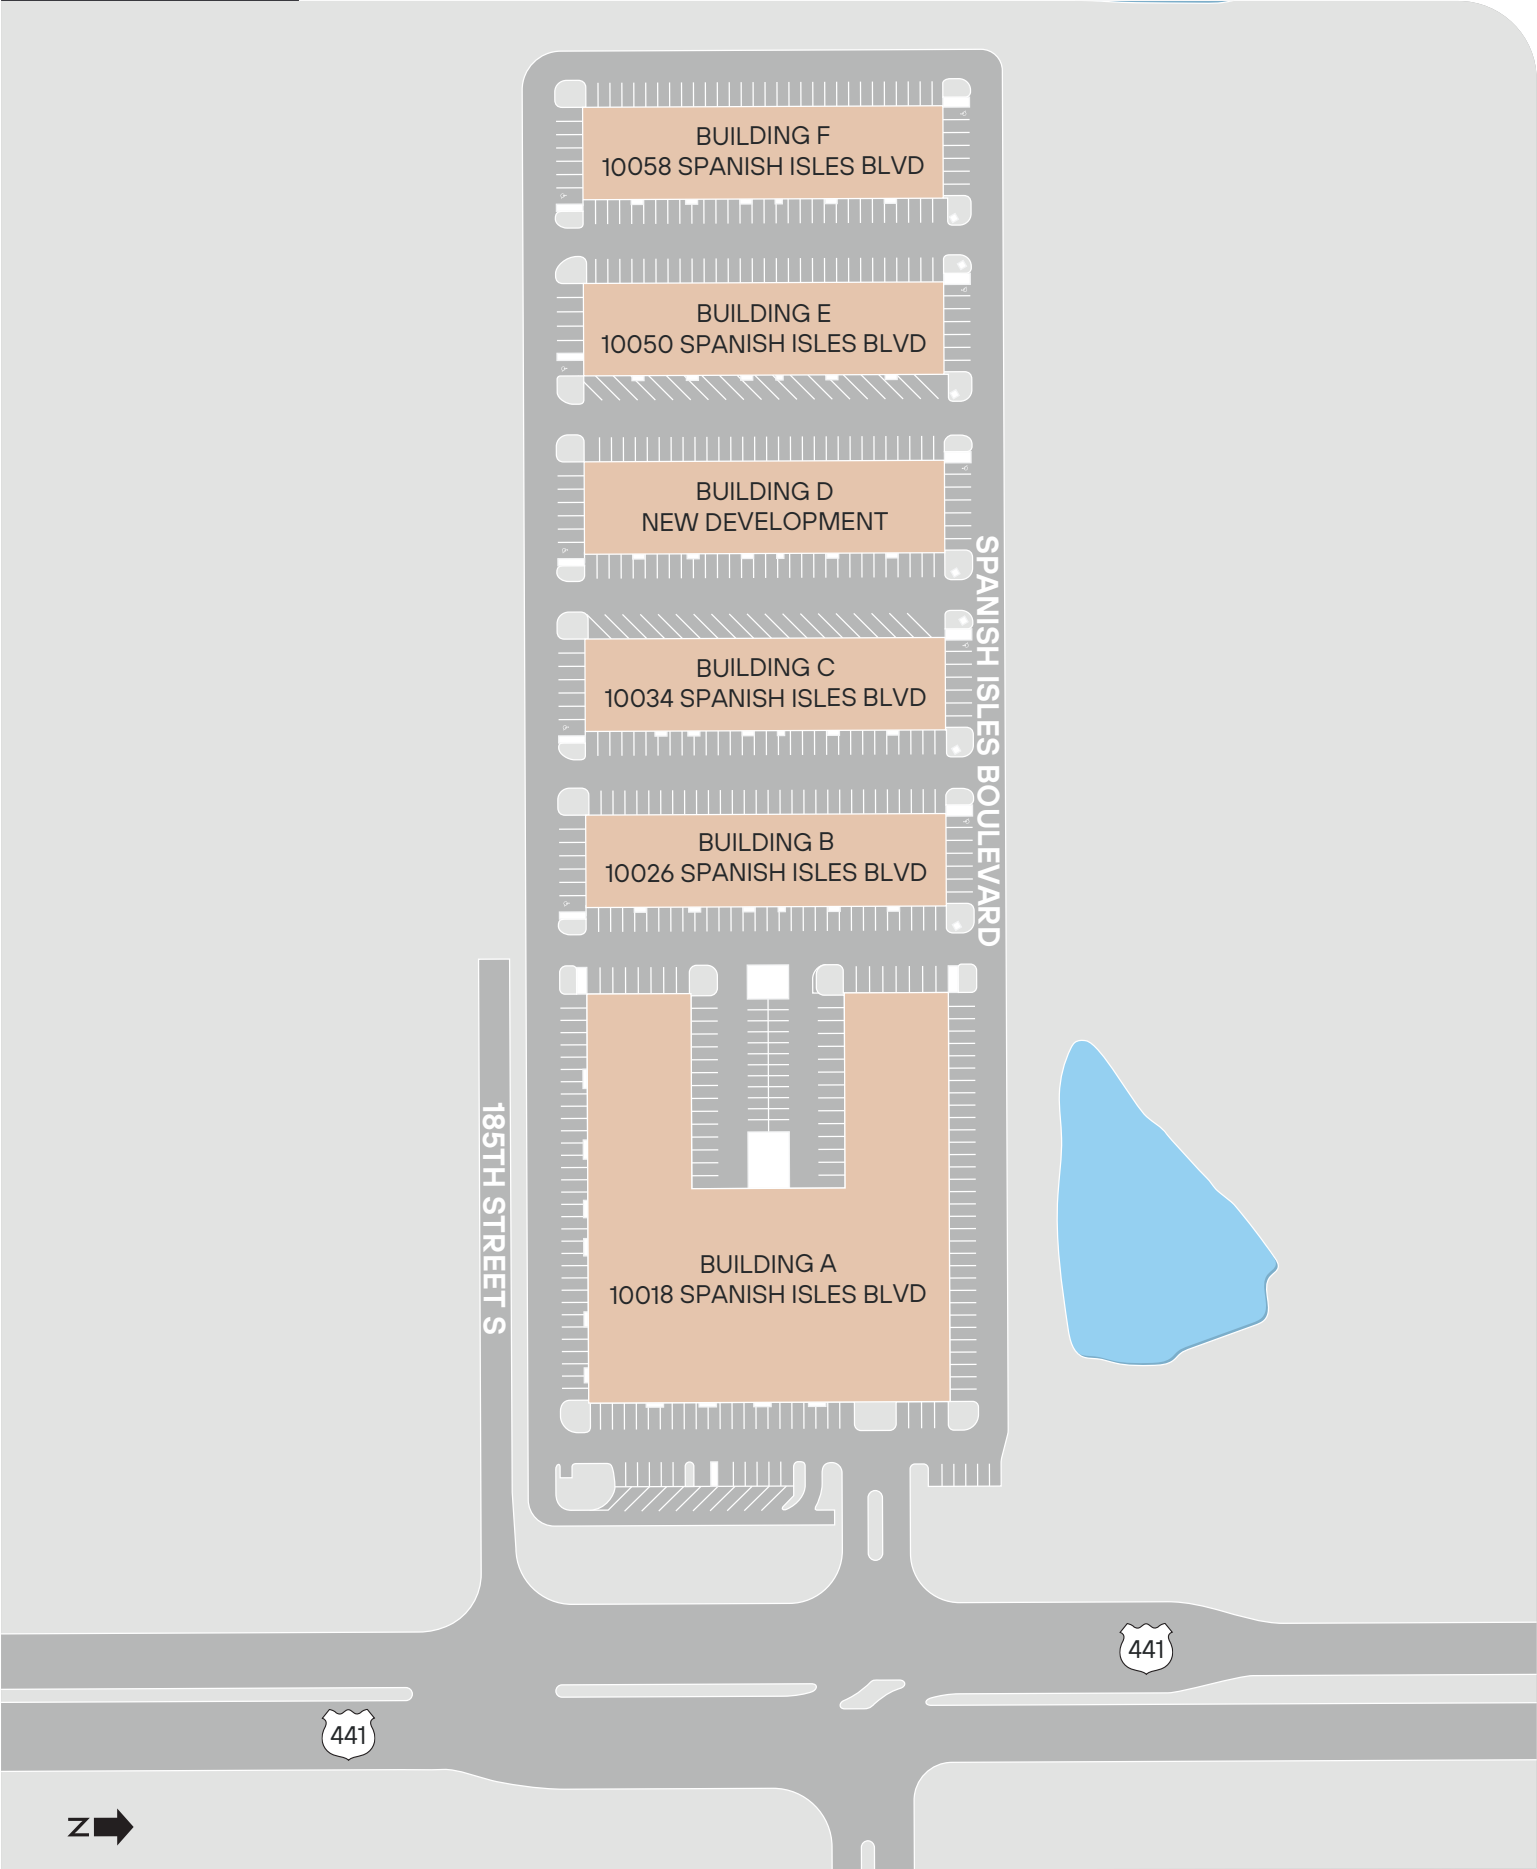 BUILDING F
10058 SPANISH ISLES BLVD
BUILDING E
10050 SPANISH ISLES BLVD
BUILDING D
NEW DEVELOPMENT
BUILDING C
10034 SPANISH ISLES BLVD
SPANISH ISLES BOULEVARD
BUILDING B
10026 SPANISH ISLES BLVD
185TH STREET S
BUILDING A
10018 SPANISH ISLES BLVD
441
441
N